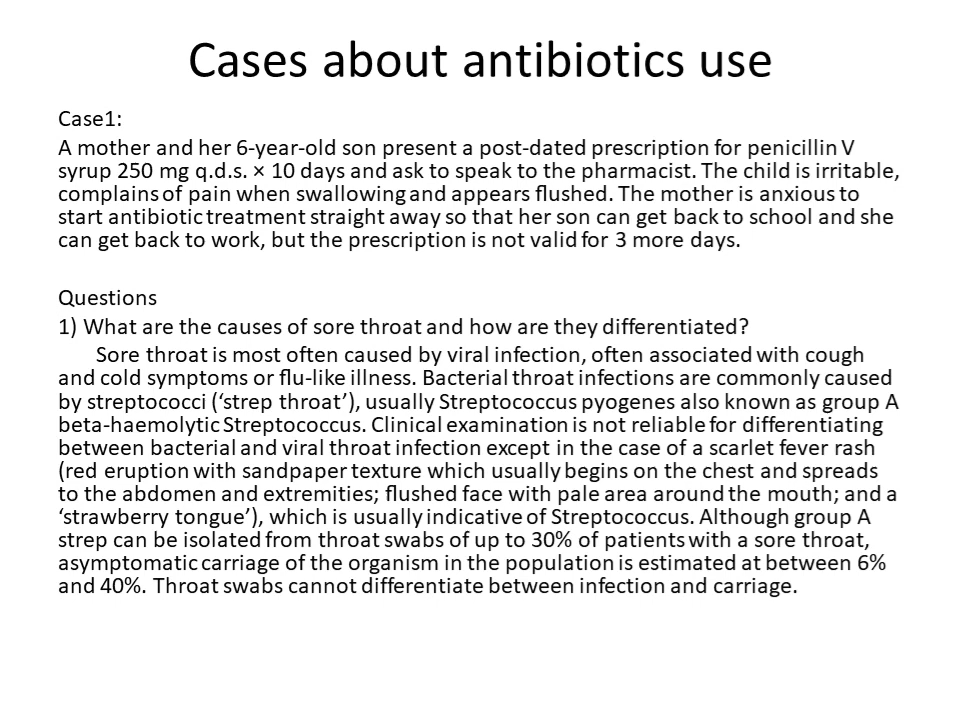 Cases about antibiotics use
Case1:
A mother and her 6-year-old son present a post-dated prescription for penicillin V
syrup 250 mg q.d.s. × 10 days and ask to speak to the pharmacist. The child is irritable,
complains of pain when swallowing and appears flushed. The mother is anxious to
start antibiotic treatment straight away so that her son can get back to school and she
can get back to work, but the prescription is not valid for 3 more days.
Questions
1) What are the causes of sore throat and how are they differentiated?
Sore throat is most often caused by viral infection, often associated with cough
and cold symptoms or flu-like illness. Bacterial throat infections are commonly caused
by streptococci (‘strep throat’), usually Streptococcus pyogenes also known as group A
beta-haemolytic Streptococcus. Clinical examination is not reliable for differentiating
between bacterial and viral throat infection except in the case of a scarlet fever rash
(red eruption with sandpaper texture which usually begins on the chest and spreads
to the abdomen and extremities; flushed face with pale area around the mouth; and a
‘strawberry tongue’), which is usually indicative of Streptococcus. Although group A
strep can be isolated from throat swabs of up to 30% of patients with a sore throat,
asymptomatic carriage of the organism in the population is estimated at between 6%
and 40%. Throat swabs cannot differentiate between infection and carriage.